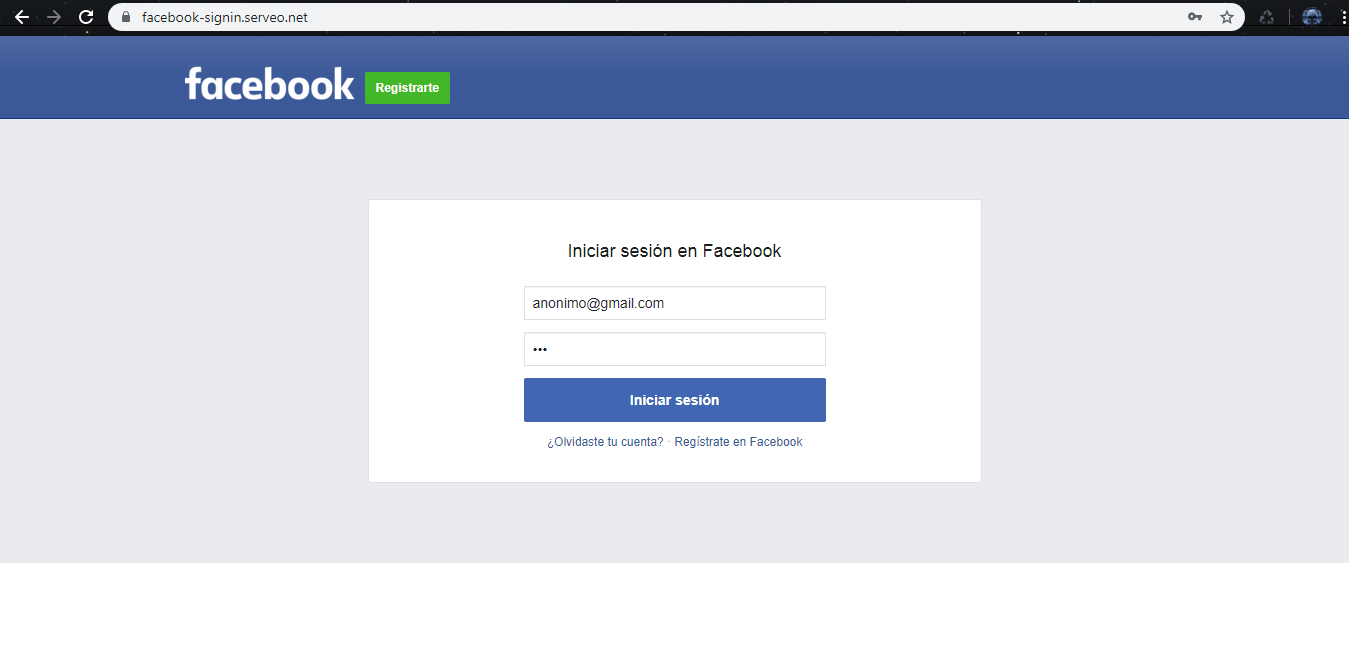 facebook-signin.serveo.net
facebook Registrarte
Iniciar sesión en Facebook
anonimo@gmail.com
•••
Iniciar sesión
¿Olvidaste tu cuenta? · Regístrate en Facebook